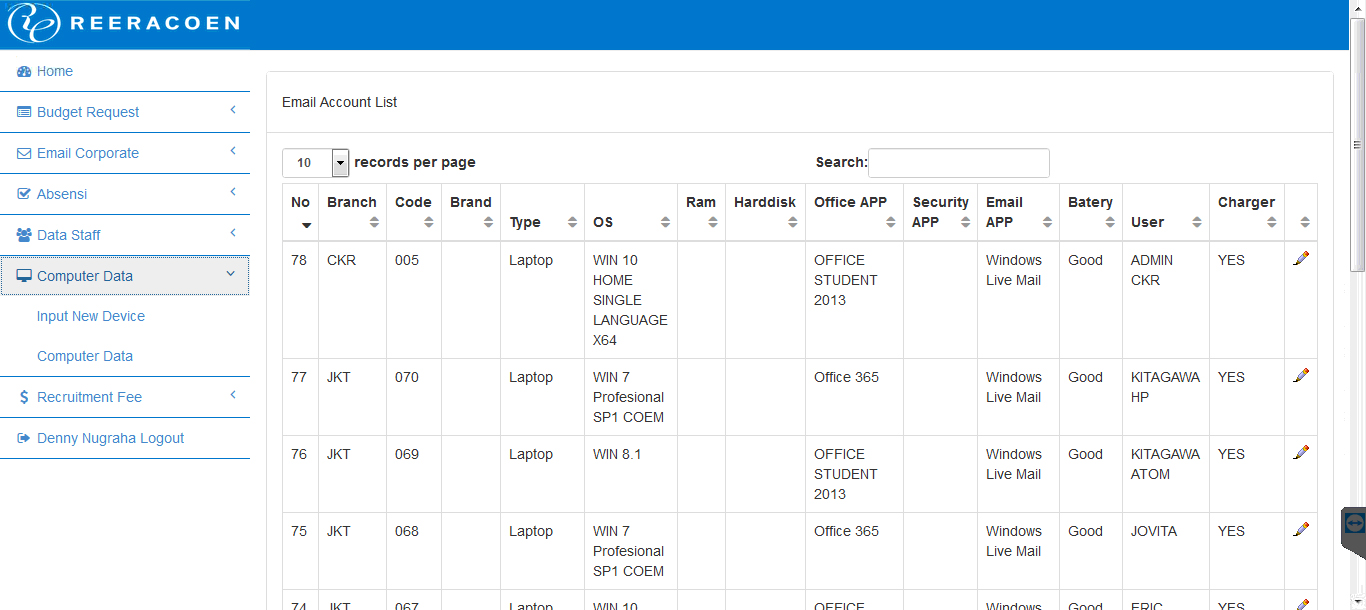 REERACOEN
Home
Budget Request
Email Corporate
Absensi
Data Staff
Computer Data
Input New Device
Computer Data
Recruitment Fee
Denny Nugraha Logout
Email Account List
10 records per page Search:
No Branch Code Brand Type OS Ram Harddisk Office APP Security APP Email APP Batery User Charger
78 CKR 005 Laptop WIN 10 OFFICE Windows Good ADMIN YES
HOME STUDENT Live Mail CKR
SINGLE 2013
LANGUAGE
X64
77 JKT 070 Laptop WIN 7 Office 365 Windows Good KITAGAWA YES
Profesional Live Mail HP
SP1 COEM
76 JKT 069 Laptop WIN 8.1 OFFICE Windows Good KITAGAWA YES
STUDENT Live Mail ATOM
2013
75 JKT 068 Laptop WIN 7 Office 365 Windows Good JOVITA YES
Profesional Live Mail
SP1 COEM
74 JKT 067 Laptop WIN 10 OFFICE Windows Good ERIC YES